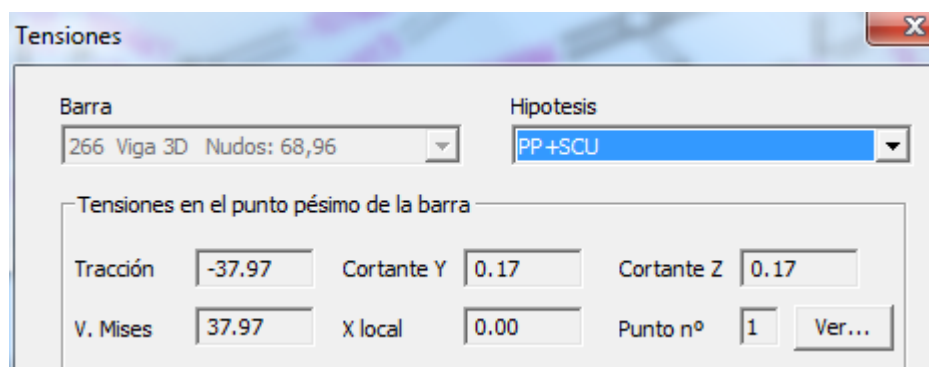 Tensiones
Barra Hipotesis
266 Viga 3D Nudos: 68,96 PP+SCU
Tensiones en el punto pésimo de la barra
Tracción -37.97 Cortante Y 0.17 Cortante Z 0.17
V. Mises 37.97 X local 0.00 Punto nº 1 Ver...